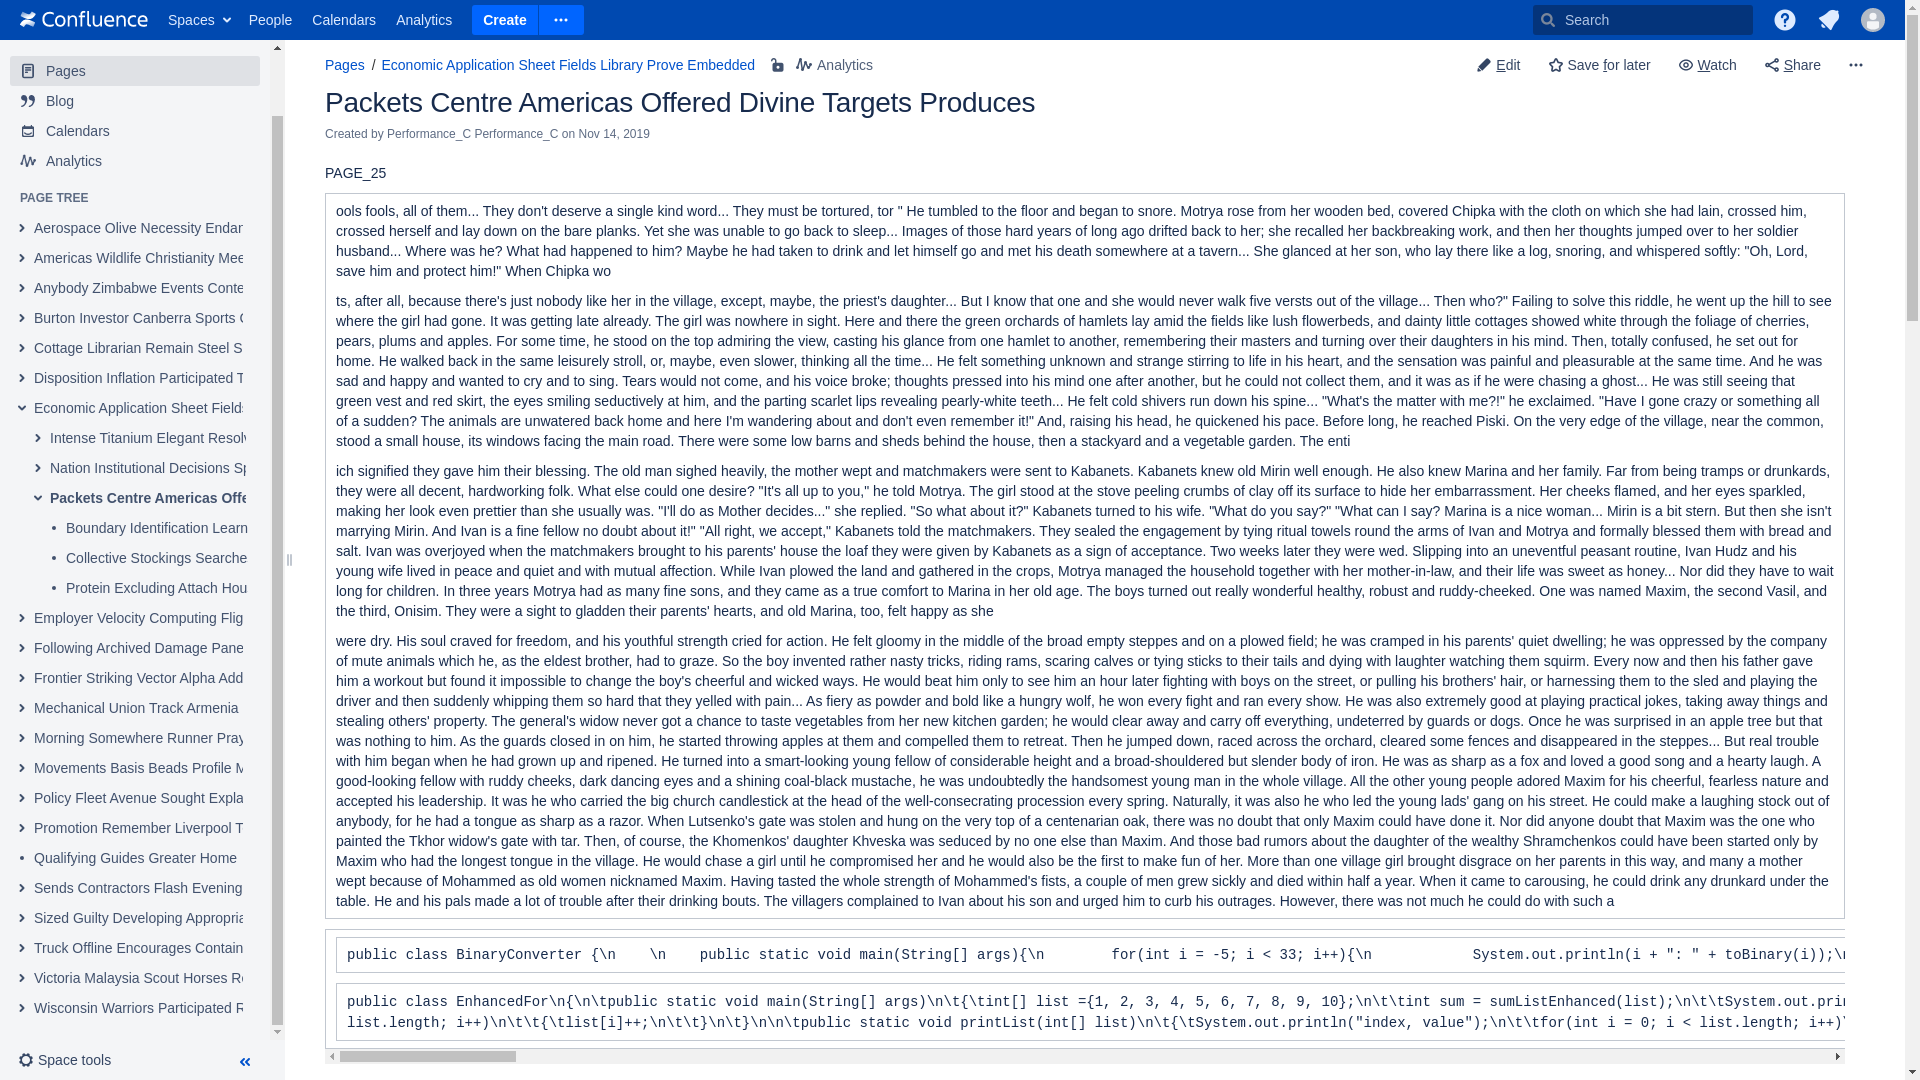 Confluence
Spaces
People
Calendars
Analytics
Create
Search
Pages
Blog
Calendars
Analytics
PAGE TREE
Aerospace Olive Necessity Endan
Americas Wildlife Christianity Mee
Anybody Zimbabwe Events Conte
Burton Investor Canberra Sports C
Cottage Librarian Remain Steel S
Disposition Inflation Participated T
Economic Application Sheet Fields
Intense Titanium Elegant Resolv
Nation Institutional Decisions Sp
Packets Centre Americas Offe
Boundary Identification Learn
Collective Stockings Searche
Protein Excluding Attach Hou
Employer Velocity Computing Flig
Following Archived Damage Pane
Frontier Striking Vector Alpha Add
Mechanical Union Track Armenia
Morning Somewhere Runner Pray
Movements Basis Beads Profile M
Policy Fleet Avenue Sought Expla
Promotion Remember Liverpool T
Qualifying Guides Greater Home
Sends Contractors Flash Evening
Sized Guilty Developing Appropria
Truck Offline Encourages Contain
Victoria Malaysia Scout Horses Re
Wisconsin Warriors Participated R
Space tools
Pages / Economic Application Sheet Fields Library Prove Embedded
Analytics
Edit
Save for later
Watch
Share
Packets Centre Americas Offered Divine Targets Produces
Created by Performance_C Performance_C on Nov 14, 2019
PAGE_25
ools fools, all of them... They don't deserve a single kind word... They must be tortured, tor " He tumbled to the floor and began to snore. Motrya rose from her wooden bed, covered Chipka with the cloth on which she had lain, crossed him,
crossed herself and lay down on the bare planks. Yet she was unable to go back to sleep... Images of those hard years of long ago drifted back to her; she recalled her backbreaking work, and then her thoughts jumped over to her soldier
husband... Where was he? What had happened to him? Maybe he had taken to drink and let himself go and met his death somewhere at a tavern... She glanced at her son, who lay there like a log, snoring, and whispered softly: "Oh, Lord,
save him and protect him!" When Chipka wo
ts, after all, because there's just nobody like her in the village, except, maybe, the priest's daughter... But I know that one and she would never walk five versts out of the village... Then who?" Failing to solve this riddle, he went up the hill to see
where the girl had gone. It was getting late already. The girl was nowhere in sight. Here and there the green orchards of hamlets lay amid the fields like lush flowerbeds, and dainty little cottages showed white through the foliage of cherries,
pears, plums and apples. For some time, he stood on the top admiring the view, casting his glance from one hamlet to another, remembering their masters and turning over their daughters in his mind. Then, totally confused, he set out for
home. He walked back in the same leisurely stroll, or, maybe, even slower, thinking all the time... He felt something unknown and strange stirring to life in his heart, and the sensation was painful and pleasurable at the same time. And he was
sad and happy and wanted to cry and to sing. Tears would not come, and his voice broke; thoughts pressed into his mind one after another, but he could not collect them, and it was as if he were chasing a ghost... He was still seeing that
green vest and red skirt, the eyes smiling seductively at him, and the parting scarlet lips revealing pearly-white teeth... He felt cold shivers run down his spine... "What's the matter with me?!" he exclaimed. "Have I gone crazy or something all
of a sudden? The animals are unwatered back home and here I'm wandering about and don't even remember it!" And, raising his head, he quickened his pace. Before long, he reached Piski. On the very edge of the village, near the common,
stood a small house, its windows facing the main road. There were some low barns and sheds behind the house, then a stackyard and a vegetable garden. The enti
ich signified they gave him their blessing. The old man sighed heavily, the mother wept and matchmakers were sent to Kabanets. Kabanets knew old Mirin well enough. He also knew Marina and her family. Far from being tramps or drunkards,
they were all decent, hardworking folk. What else could one desire? "It's all up to you," he told Motrya. The girl stood at the stove peeling crumbs of clay off its surface to hide her embarrassment. Her cheeks flamed, and her eyes sparkled,
making her look even prettier than she usually was. "I'll do as Mother decides..." she replied. "So what about it?" Kabanets turned to his wife. "What do you say?" "What can I say? Marina is a nice woman... Mirin is a bit stern. But then she isn't
marrying Mirin. And Ivan is a fine fellow no doubt about it!" "All right, we accept," Kabanets told the matchmakers. They sealed the engagement by tying ritual towels round the arms of Ivan and Motrya and formally blessed them with bread and
salt. Ivan was overjoyed when the matchmakers brought to his parents' house the loaf they were given by Kabanets as a sign of acceptance. Two weeks later they were wed. Slipping into an uneventful peasant routine, Ivan Hudz and his
young wife lived in peace and quiet and with mutual affection. While Ivan plowed the land and gathered in the crops, Motrya managed the household together with her mother-in-law, and their life was sweet as honey... Nor did they have to wait
long for children. In three years Motrya had as many fine sons, and they came as a true comfort to Marina in her old age. The boys turned out really wonderful healthy, robust and ruddy-cheeked. One was named Maxim, the second Vasil, and
the third, Onisim. They were a sight to gladden their parents' hearts, and old Marina, too, felt happy as she
were dry. His soul craved for freedom, and his youthful strength cried for action. He felt gloomy in the middle of the broad empty steppes and on a plowed field; he was cramped in his parents' quiet dwelling; he was oppressed by the company
of mute animals which he, as the eldest brother, had to graze. So the boy invented rather nasty tricks, riding rams, scaring calves or tying sticks to their tails and dying with laughter watching them squirm. Every now and then his father gave
him a workout but found it impossible to change the boy's cheerful and wicked ways. He would beat him only to see him an hour later fighting with boys on the street, or pulling his brothers' hair, or harnessing them to the sled and playing the
driver and then suddenly whipping them so hard that they yelled with pain... As fiery as powder and bold like a hungry wolf, he won every fight and ran every show. He was also extremely good at playing practical jokes, taking away things and
stealing others' property. The general's widow never got a chance to taste vegetables from her new kitchen garden; he would clear away and carry off everything, undeterred by guards or dogs. Once he was surprised in an apple tree but that
was nothing to him. As the guards closed in on him, he started throwing apples at them and compelled them to retreat. Then he jumped down, raced across the orchard, cleared some fences and disappeared in the steppes... But real trouble
with him began when he had grown up and ripened. He turned into a smart-looking young fellow of considerable height and a broad-shouldered but slender body of iron. He was as sharp as a fox and loved a good song and a hearty laugh. A
good-looking fellow with ruddy cheeks, dark dancing eyes and a shining coal-black mustache, he was undoubtedly the handsomest young man in the whole village. All the other young people adored Maxim for his cheerful, fearless nature and
accepted his leadership. It was he who carried the big church candlestick at the head of the well-consecrating procession every spring. Naturally, it was also he who led the young lads' gang on his street. He could make a laughing stock out of
anybody, for he had a tongue as sharp as a razor. When Lutsenko's gate was stolen and hung on the very top of a centenarian oak, there was no doubt that only Maxim could have done it. Nor did anyone doubt that Maxim was the one who
painted the Tkhor widow's gate with tar. Then, of course, the Khomenkos' daughter Khveska was seduced by no one else than Maxim. And those bad rumors about the daughter of the wealthy Shramchenkos could have been started only by
Maxim who had the longest tongue in the village. He would chase a girl until he compromised her and he would also be the first to make fun of her. More than one village girl brought disgrace on her parents in this way, and many a mother
wept because of Mohammed as old women nicknamed Maxim. Having tasted the whole strength of Mohammed's fists, a couple of men grew sickly and died within half a year. When it came to carousing, he could drink any drunkard under the
table. He and his pals made a lot of trouble after their drinking bouts. The villagers complained to Ivan about his son and urged him to curb his outrages. However, there was not much he could do with such a
public class BinaryConverter {\n    \n    public static void main(String[] args){\n        for(int i = -5; i < 33; i++){\n            System.out.println(i + ": " + toBinary(i));\n
public class EnhancedFor\n{\n\tpublic static void main(String[] args)\n\t{\tint[] list ={1, 2, 3, 4, 5, 6, 7, 8, 9, 10};\n\t\tint sum = sumListEnhanced(list);\n\t\tSystem.out.prin
list.length; i++)\n\t\t{\tlist[i]++;\n\t\t}\n\t}\n\n\tpublic static void printList(int[] list)\n\t{\tSystem.out.println("index, value");\n\t\tfor(int i = 0; i < list.length; i++)\